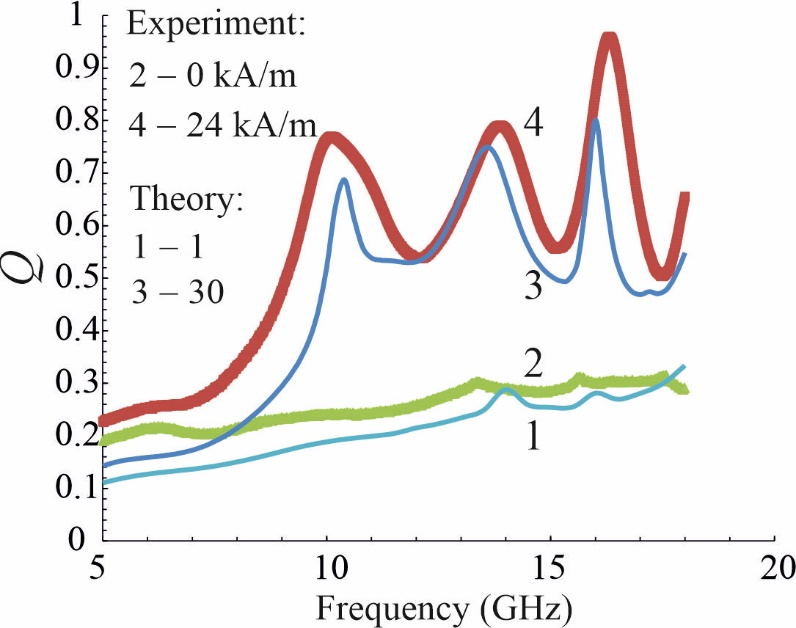 1
Experiment:
0.9
2 – 0 kA/m
0.8
4 – 24 kA/m
4
0.7
Theory:
0.6
1 – 1
Q
0.5
3 – 30
3
0.4
2
0.3
0.2
1
0.1
0
5
10
15
20
Frequency (GHz)